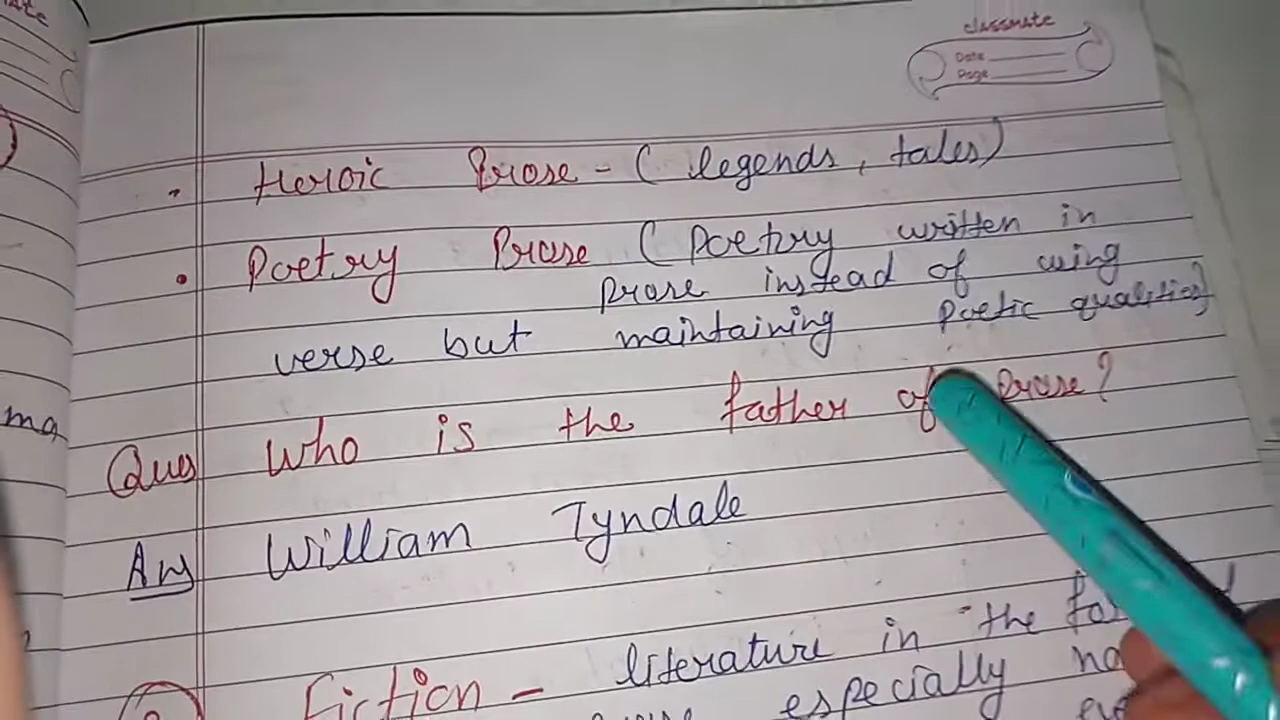 classmate
Date
Page
Heroic Prose - ( legends, tales)
Poetry Prose ( Poetry written in
prose instead of using
verse but maintaining poetic qualities)
Ques Who is the father of Prose?
Ans William Tyndale
Fiction - literature in the
especially